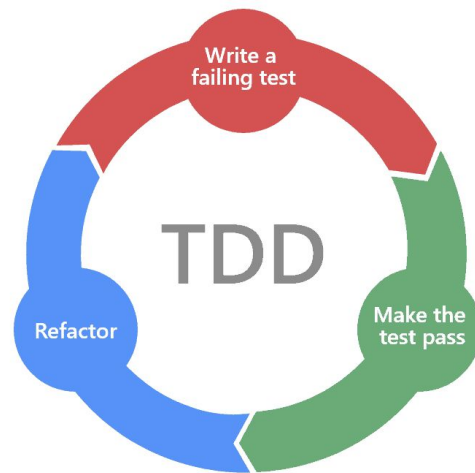 Write a
failing test
TDD
Refactor
Make the
test pass